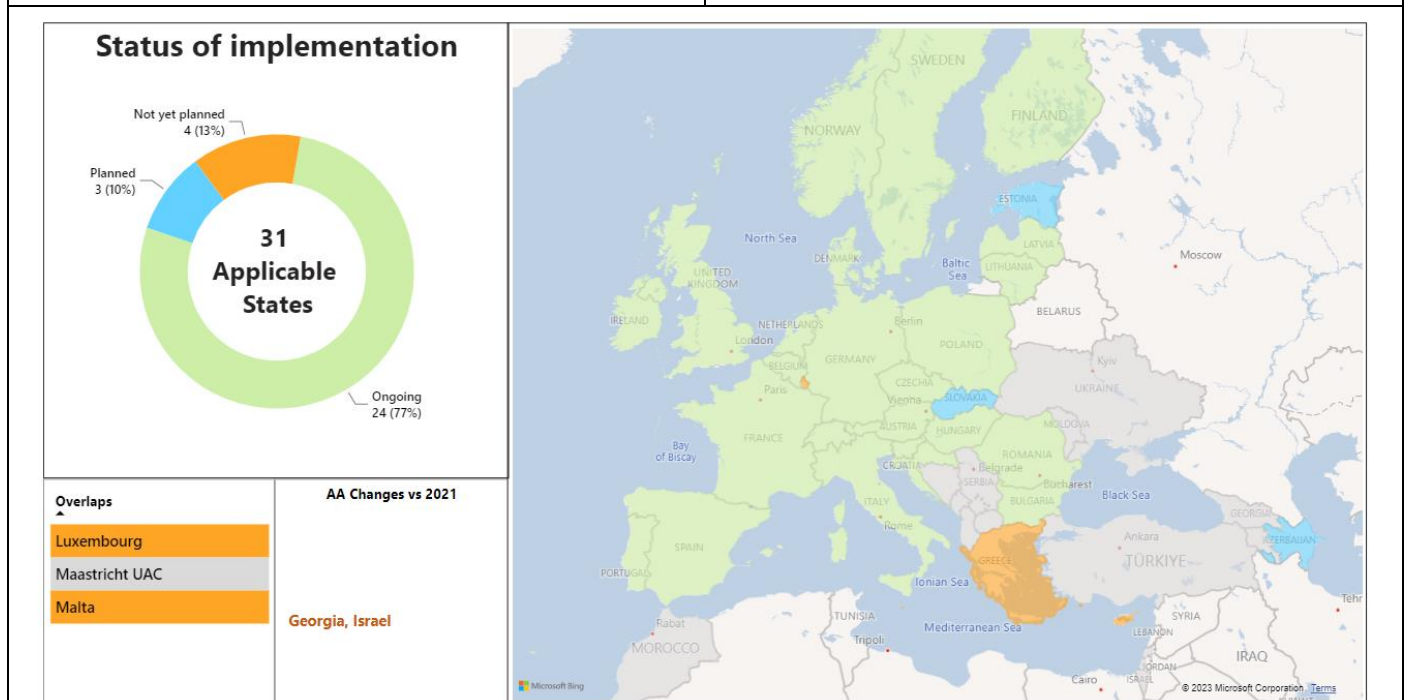 Status of implementation
Not yet planned
4 (13%)
Planned
3 (10%)
31
Applicable
States
Ongoing
24 (77%)
Overlaps
Luxembourg
Maastricht UAC
Malta
AA Changes vs 2021
Georgia, Israel
SWEDEN
FINLAND
NORWAY
ESTONIA
North Sea
LATVIA
Moscow
DENMARK
Baltic
Sea
LITHUANIA
UNITED
KINGDOM
BELARUS
IRELAND
NETHERLANDS
Berlin
London
POLAND
BELGIUM
GERMANY
Kyiv
Paris
CZECHIA
UKRAINE
Vienna
SLOVAKIA
AUSTRIA
HUNGARY
MOLDOVA
FRANCE
Bay
of Biscay
CROATIA
ROMANIA
Belgrade
SERBIA
Bucharest
BULGARIA
Black Sea
ITALY
GEORGIA
Rome
Ankara
AZERBAIJAN
SPAIN
TÜRKIYE
PORTUGAL
GREECE
Ionian Sea
Tehr
TUNISIA
Mediterranean Sea
SYRIA
Rabat
Tripoli
LEBANON
MOROCCO
IRAQ
JORDAN
Cairo
ISRAEL
Microsoft Bing
© 2023 Microsoft Corporation Terms